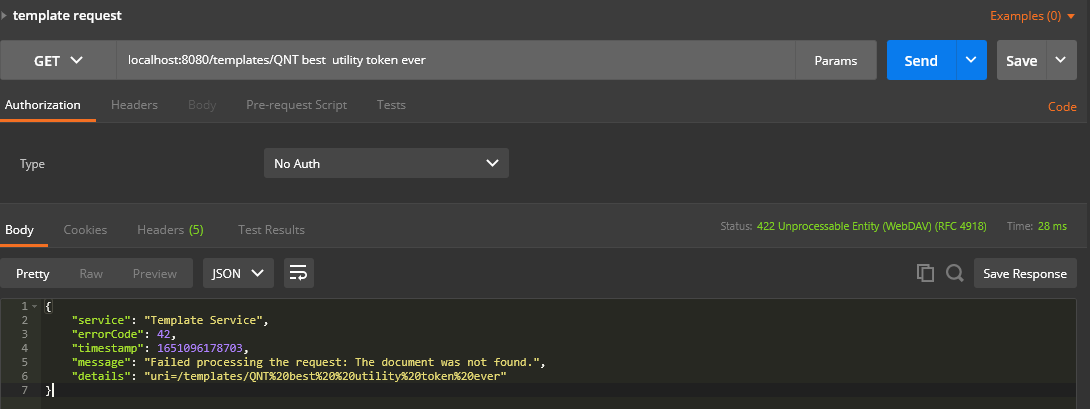 template request Examples (0)
GET localhost:8080/templates/QNT best  utility token ever Params Send Save
Authorization Headers Body Pre-request Script Tests Code
Type No Auth
Body Cookies Headers (5) Test Results Status: 422 Unprocessable Entity (WebDAV) (RFC 4918) Time: 28 ms
Pretty Raw Preview JSON Save Response
1 {
2 "service": "Template Service",
3 "errorCode": 42,
4 "timestamp": 1651096178703,
5 "message": "Failed processing the request: The document was not found.",
6 "details": "uri=/templates/QNT%20best%20%20utility%20token%20ever"
7 }